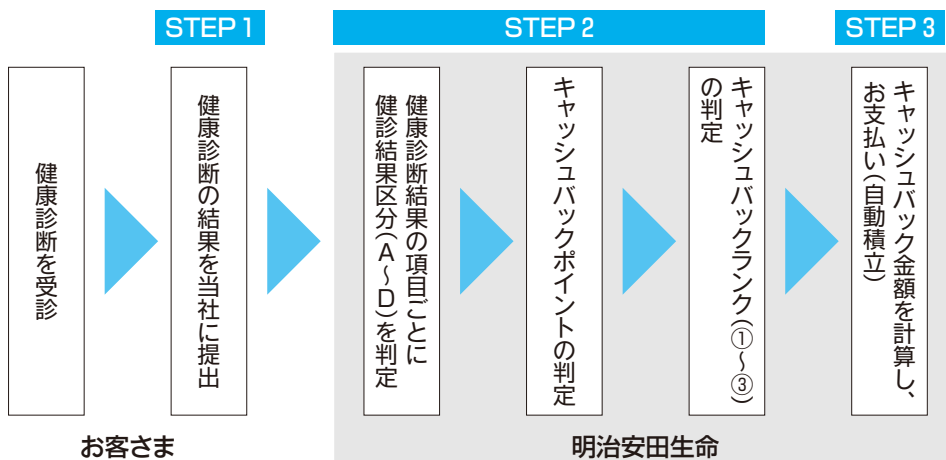 STEP 1
STEP 2
STEP 3
健康診断を受診
健康診断の結果を当社に提出
健康診断結果の項目ごとに
健診結果区分(A〜D)を判定
キャッシュバックポイントの判定
キャッシュバックランク(①〜③)
の判定
キャッシュバック金額を計算し、
お支払い(自動積立)
お客さま
明治安田生命